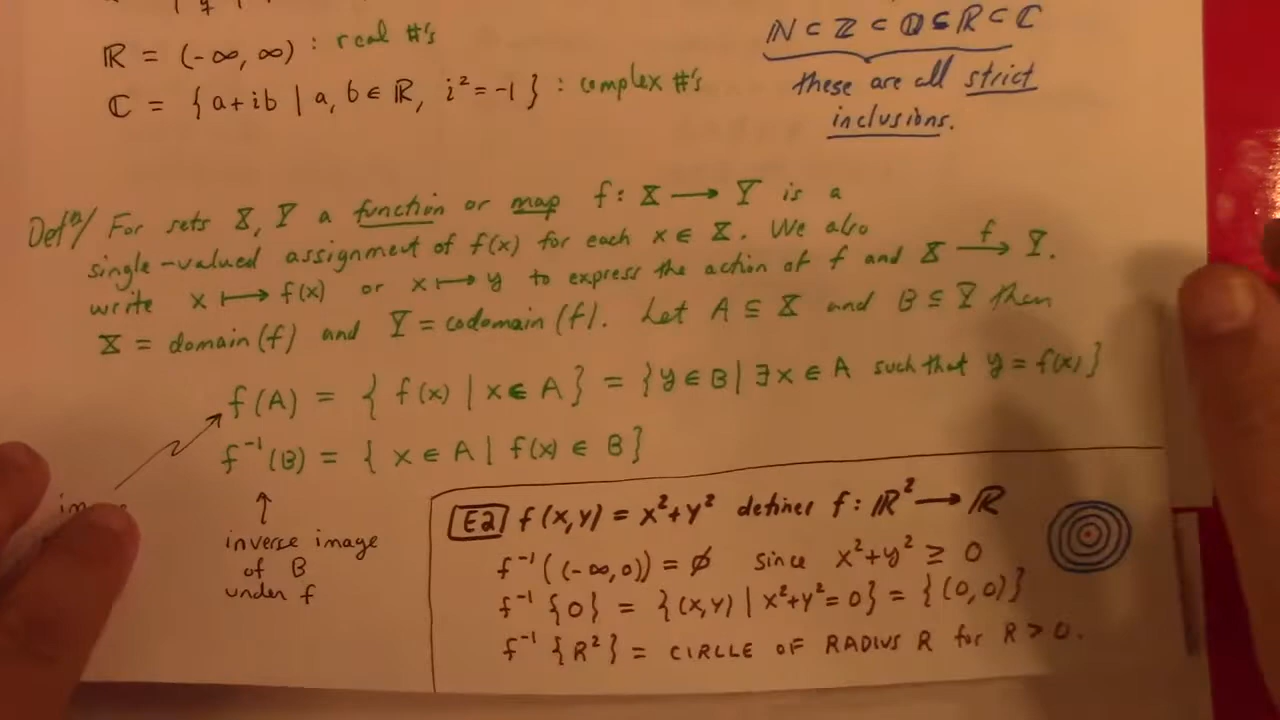 ℝ = (-∞, ∞) : real #'s
ℕ ⊂ ℤ ⊂ ℚ ⊆ ℝ ⊂ ℂ
ℂ = { a+ib | a, b ∈ ℝ, i² = -1 } : complex #'s
these are all strict
inclusions.
Defⁿ/ For sets X, Y a function or map f: X ⟶ Y is a
single-valued assignment of f(x) for each x ∈ X. We also
write x ⟼ f(x) or x ⟼ y to express the action of f and X -f→ Y.
X = domain(f) and Y = codomain(f). Let A ⊆ X and B ⊆ Y then
f(A) = { f(x) | x ∈ A } = { y ∈ B | ∃ x ∈ A such that y = f(x) }
f⁻¹(B) = { x ∈ A | f(x) ∈ B }
inverse image
of B
under f
E2 f(x,y) = x²+y² defines f: ℝ² ⟶ ℝ
f⁻¹((-∞,0)) = ∅ since x²+y² ≥ 0
f⁻¹{0} = {(x,y) | x²+y²=0} = {(0,0)}
f⁻¹{R²} = CIRCLE OF RADIUS R for R > 0.